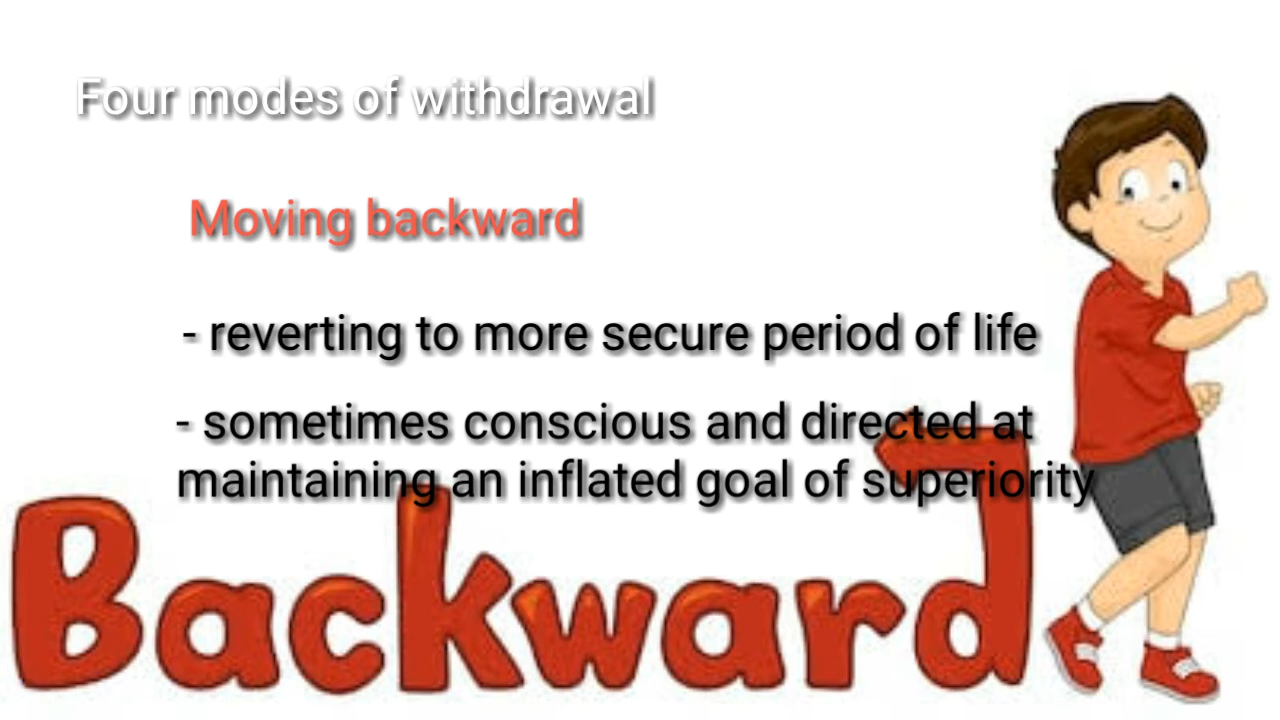 Four modes of withdrawal
Moving backward
- reverting to more secure period of life
- sometimes conscious and directed at
maintaining an inflated goal of superiority
Backward